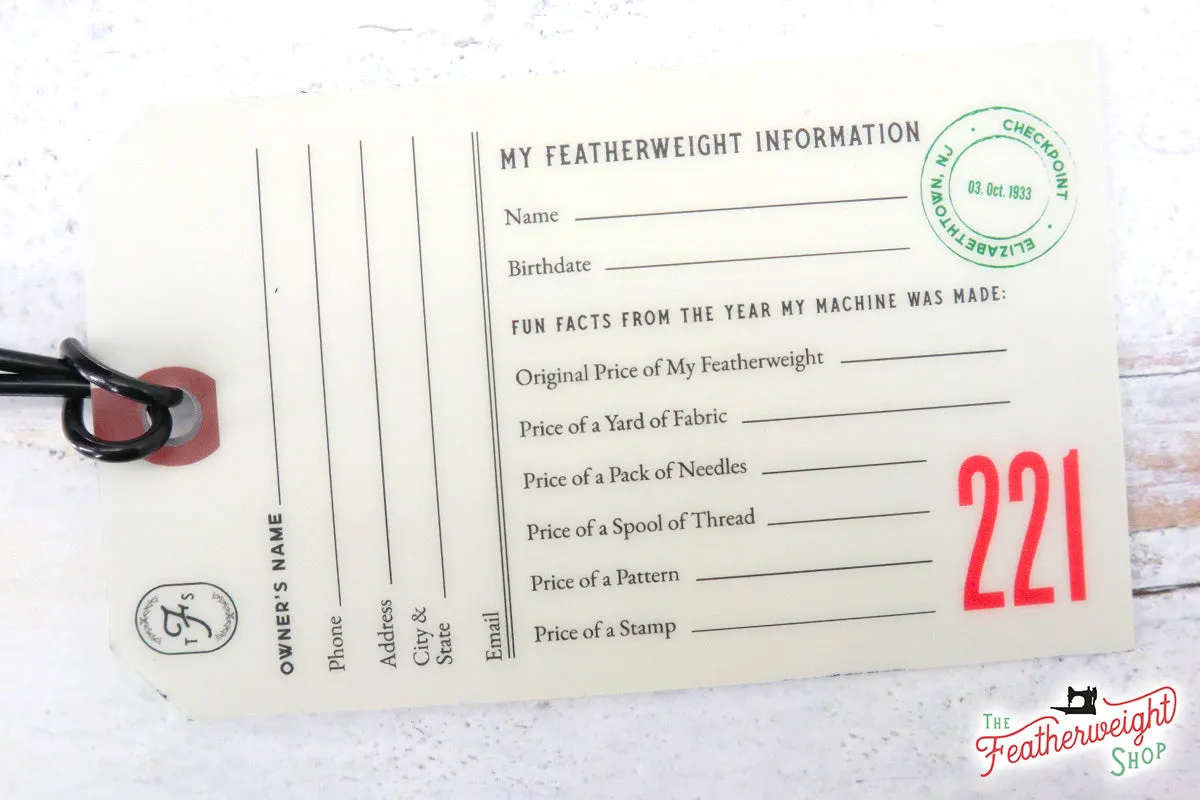 MY FEATHERWEIGHT INFORMATION
Name
Birthdate
FUN FACTS FROM THE YEAR MY MACHINE WAS MADE:
Original Price of My Featherweight
Price of a Yard of Fabric
Price of a Pack of Needles
Price of a Spool of Thread
Price of a Pattern
Price of a Stamp
221
CHECKPOINT
03. Oct. 1933
ELIZABETHTOWN, NJ
OWNER'S NAME
Phone
Address
City &
State
Email
T F S
THE
Featherweight
SHOP